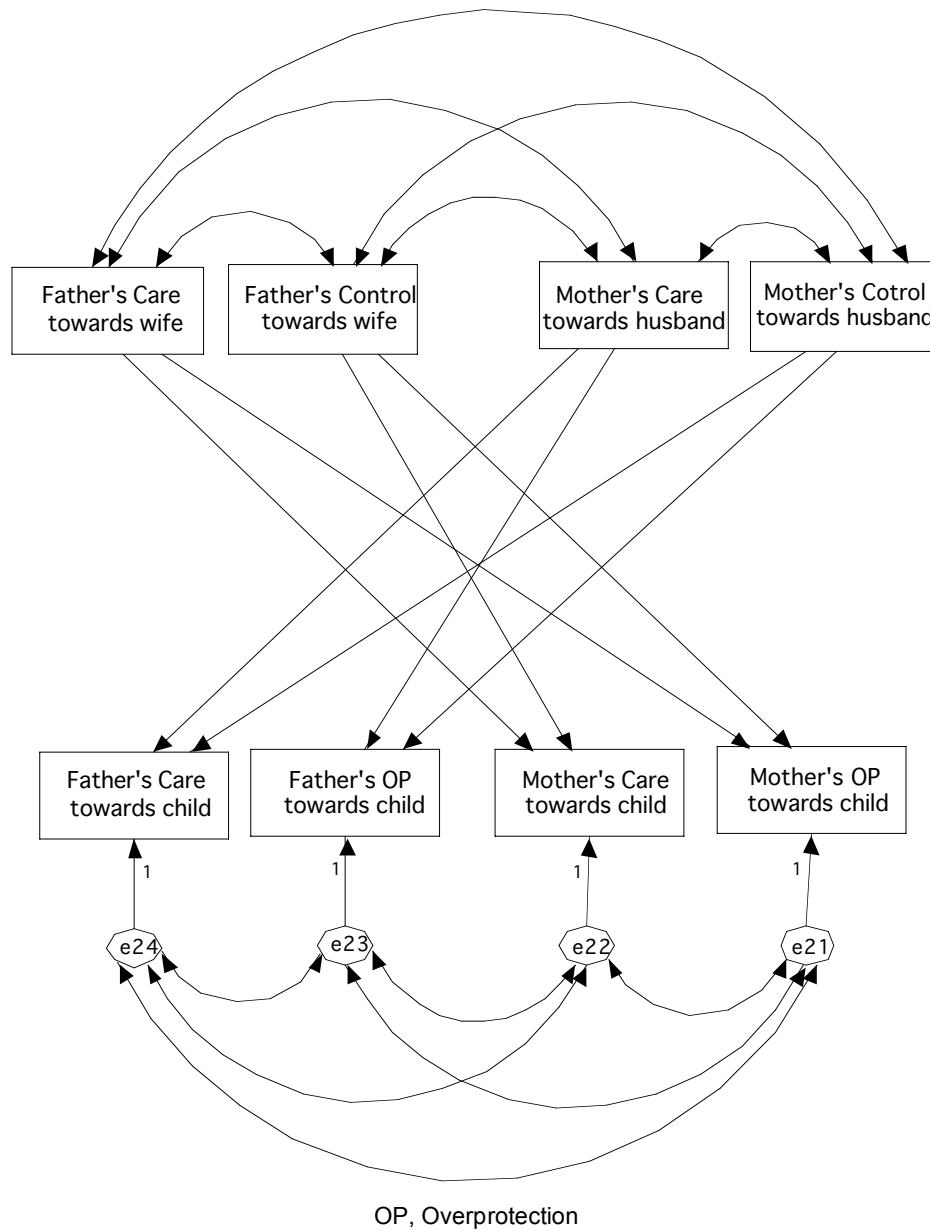 Father's Care
towards wife
Father's Control
towards wife
Mother's Care
towards husband
Mother's Cotrol
towards husband
Father's Care
towards child
Father's OP
towards child
Mother's Care
towards child
Mother's OP
towards child
1
1
1
1
e24
e23
e22
e21
OP, Overprotection